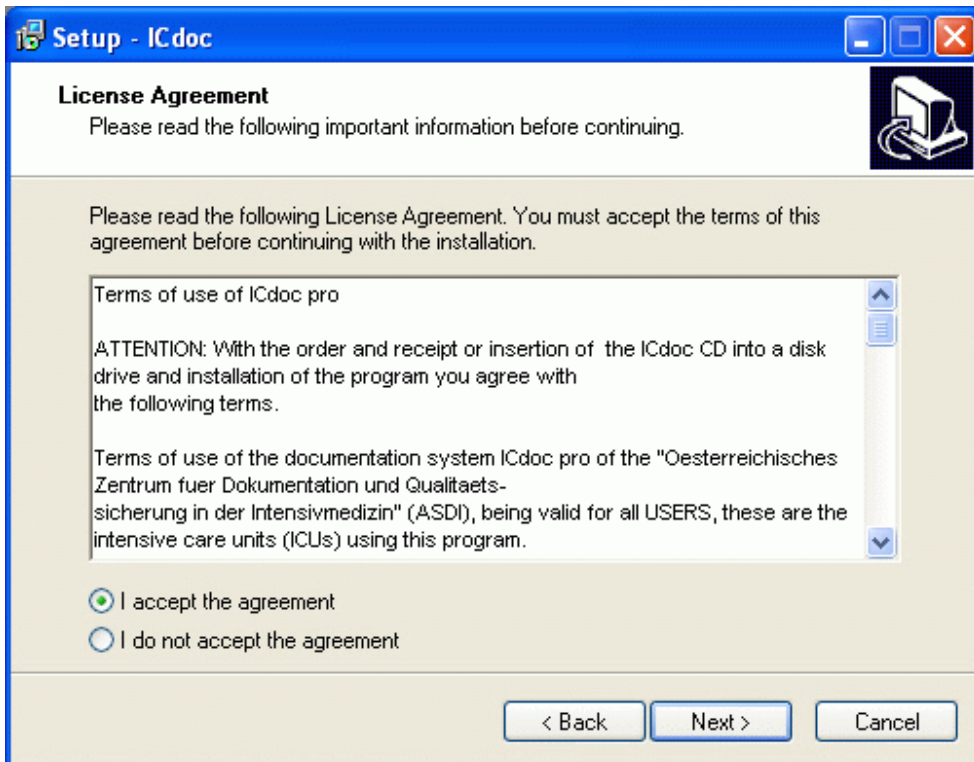 Setup - ICdoc
License Agreement
Please read the following important information before continuing.
Please read the following License Agreement. You must accept the terms of this
agreement before continuing with the installation.
Terms of use of ICdoc pro
ATTENTION: With the order and receipt or insertion of  the ICdoc CD into a disk
drive and installation of the program you agree with
the following terms.
Terms of use of the documentation system ICdoc pro of the "Oesterreichisches
Zentrum fuer Dokumentation und Qualitaets-
sicherung in der Intensivmedizin" (ASDI), being valid for all USERS, these are the
intensive care units (ICUs) using this program.
I accept the agreement
I do not accept the agreement
< Back Next > Cancel